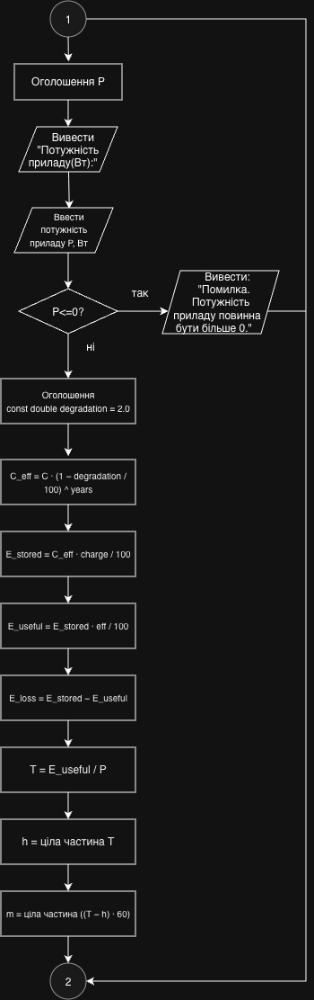 1
Оголошення P
Вивести
"Потужність
приладу(Вт):"
Ввести
потужність
приладу P, Вт
P<=0?
так
Вивести:
"Помилка.
Потужність
приладу повинна
бути більше 0."
ні
Оголошення
const double degradation = 2.0
C_eff = C · (1 − degradation /
100) ^ years
E_stored = C_eff · charge / 100
E_useful = E_stored · eff / 100
E_loss = E_stored − E_useful
T = E_useful / P
h = ціла частина T
m = ціла частина ((T − h) · 60)
2